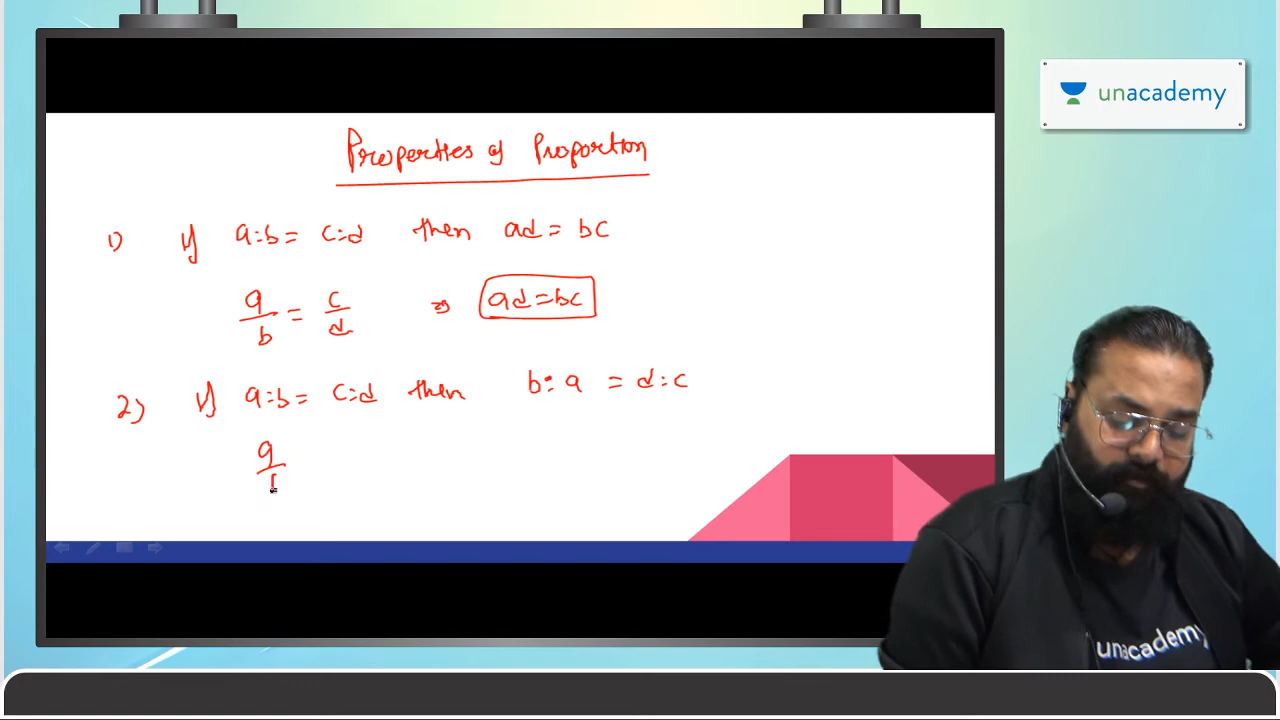 unacademy
Properties of Proportion
1) If a:b = c:d then ad = bc
a/b = c/d ⇒ ad = bc
2) If a:b = c:d then b:a = d:c
a
unacademy